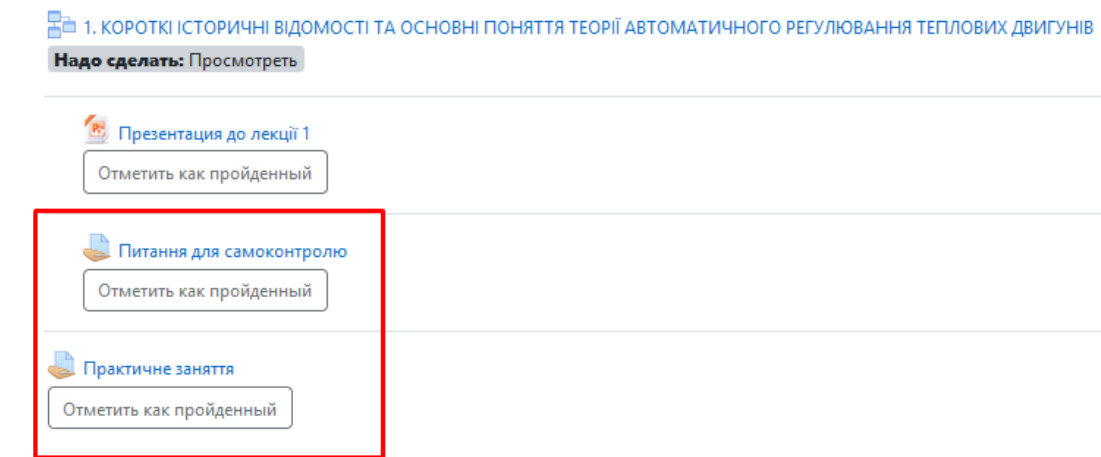 1. КОРОТКІ ІСТОРИЧНІ ВІДОМОСТІ ТА ОСНОВНІ ПОНЯТТЯ ТЕОРІЇ АВТОМАТИЧНОГО РЕГУЛЮВАННЯ ТЕПЛОВИХ ДВИГУНІВ
Надо сделать: Просмотреть
Презентация до лекції 1
Отметить как пройденный
Питання для самоконтролю
Отметить как пройденный
Практичне заняття
Отметить как пройденный